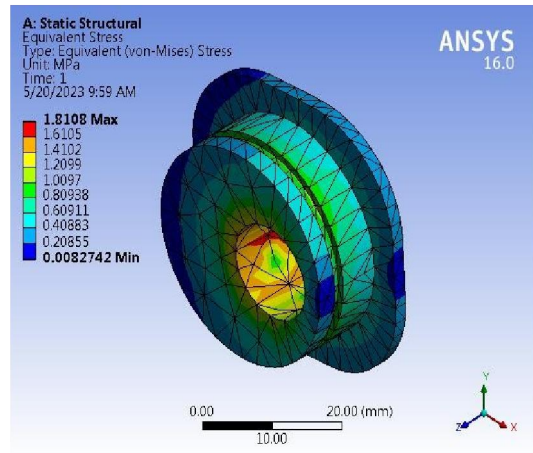 A: Static Structural
Equivalent Stress
Type: Equivalent (von-Mises) Stress
Unit: MPa
Time: 1
5/20/2023 9:59 AM
ANSYS
16.0
1.8108 Max
1.6105
1.4102
1.2099
1.0097
0.80938
0.60911
0.40883
0.20855
0.0082742 Min
0.00
20.00 (mm)
10.00
Y
Z
X